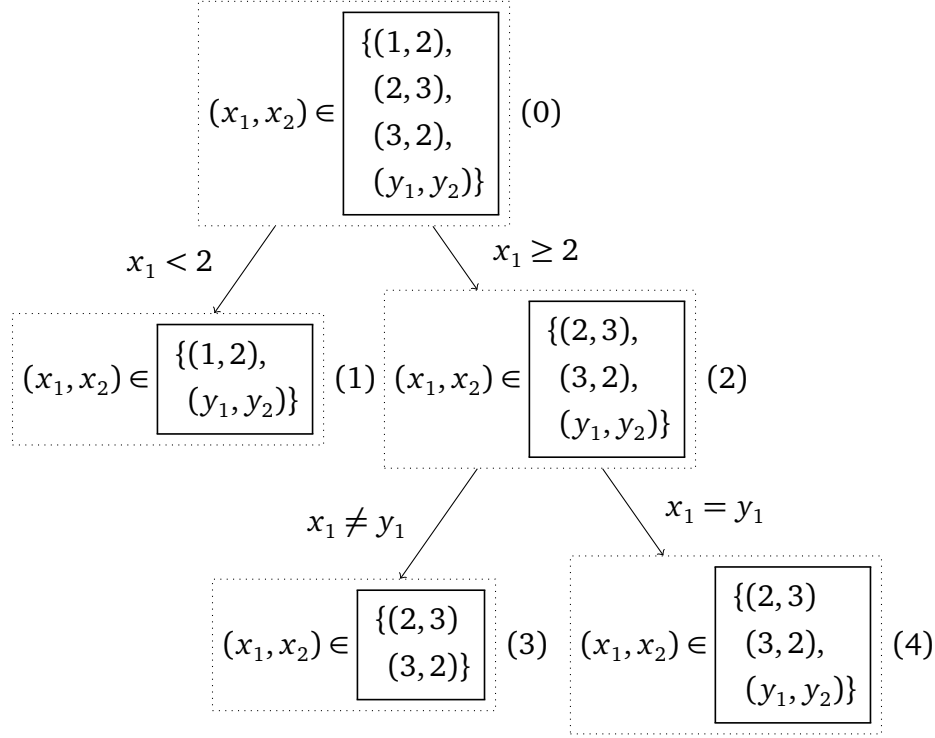 {(1, 2),
(2, 3),
(x₁, x₂) ∈ (3, 2), (0)
(y₁, y₂)}
x₁ < 2
x₁ ≥ 2
{(1, 2),
(x₁, x₂) ∈ (y₁, y₂)} (1)
{(2, 3),
(x₁, x₂) ∈ (3, 2), (2)
(y₁, y₂)}
x₁ ≠ y₁
x₁ = y₁
{(2, 3)
(x₁, x₂) ∈ (3, 2)} (3)
{(2, 3)
(x₁, x₂) ∈ (3, 2), (4)
(y₁, y₂)}